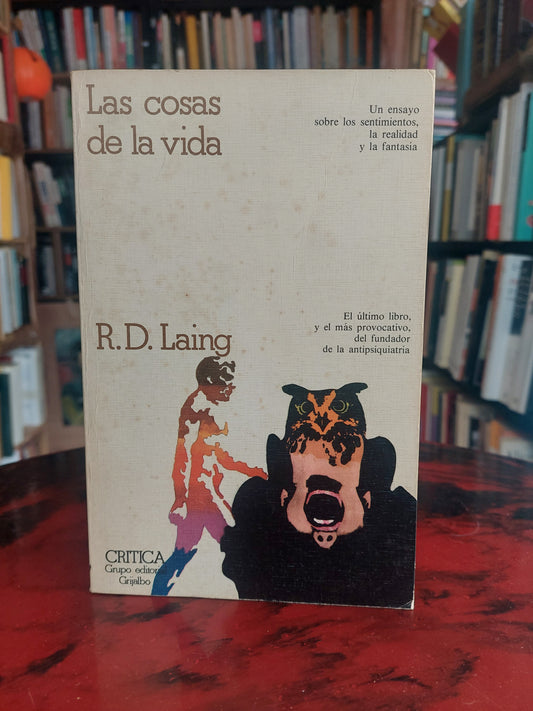 Las cosas
de la vida
Un ensayo
sobre los sentimientos,
la realidad
y la fantasía
R.D. Laing
El último libro,
y el más provocativo,
del fundador
de la antipsiquiatría
CRITICA
Grupo editorial
Grijalbo